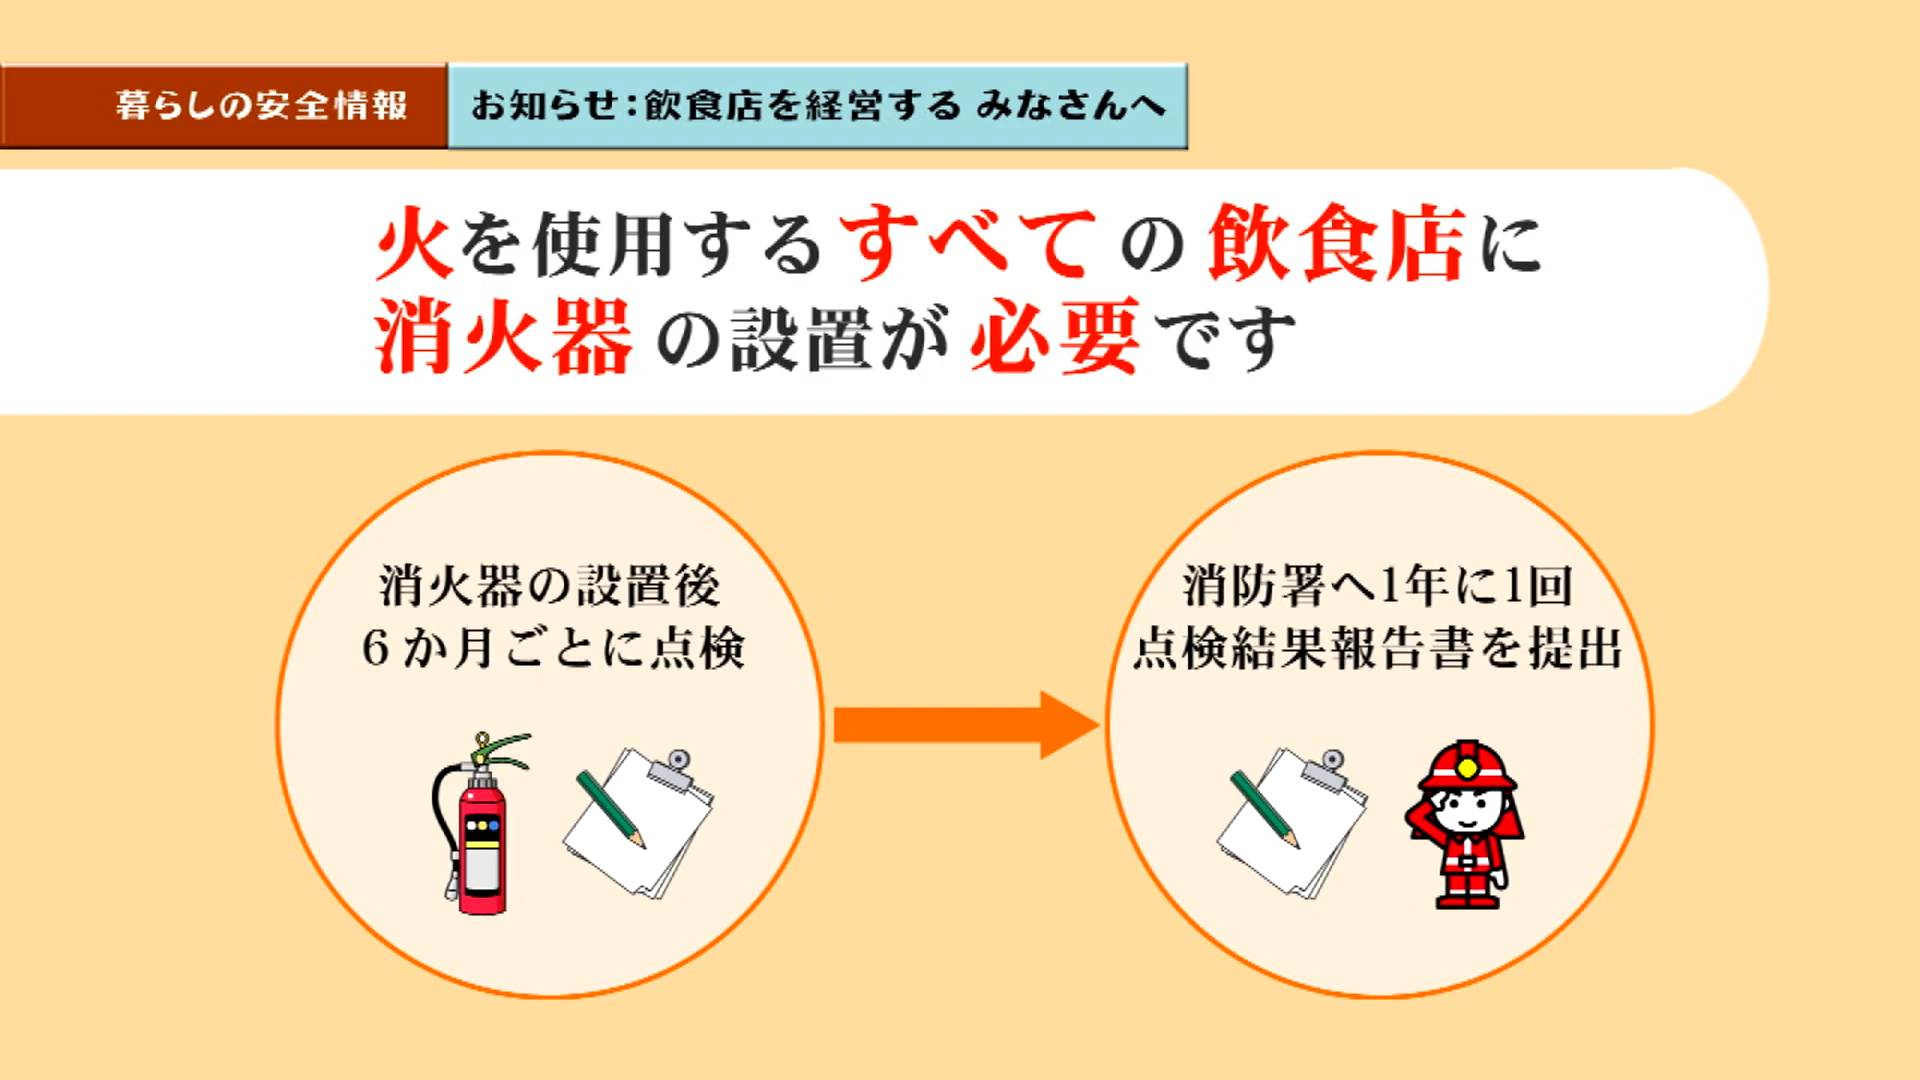 暮らしの安全情報
お知らせ:飲食店を経営する みなさんへ
火を使用するすべての飲食店に
消火器の設置が必要です
消火器の設置後
6か月ごとに点検
消防署へ1年に1回
点検結果報告書を提出